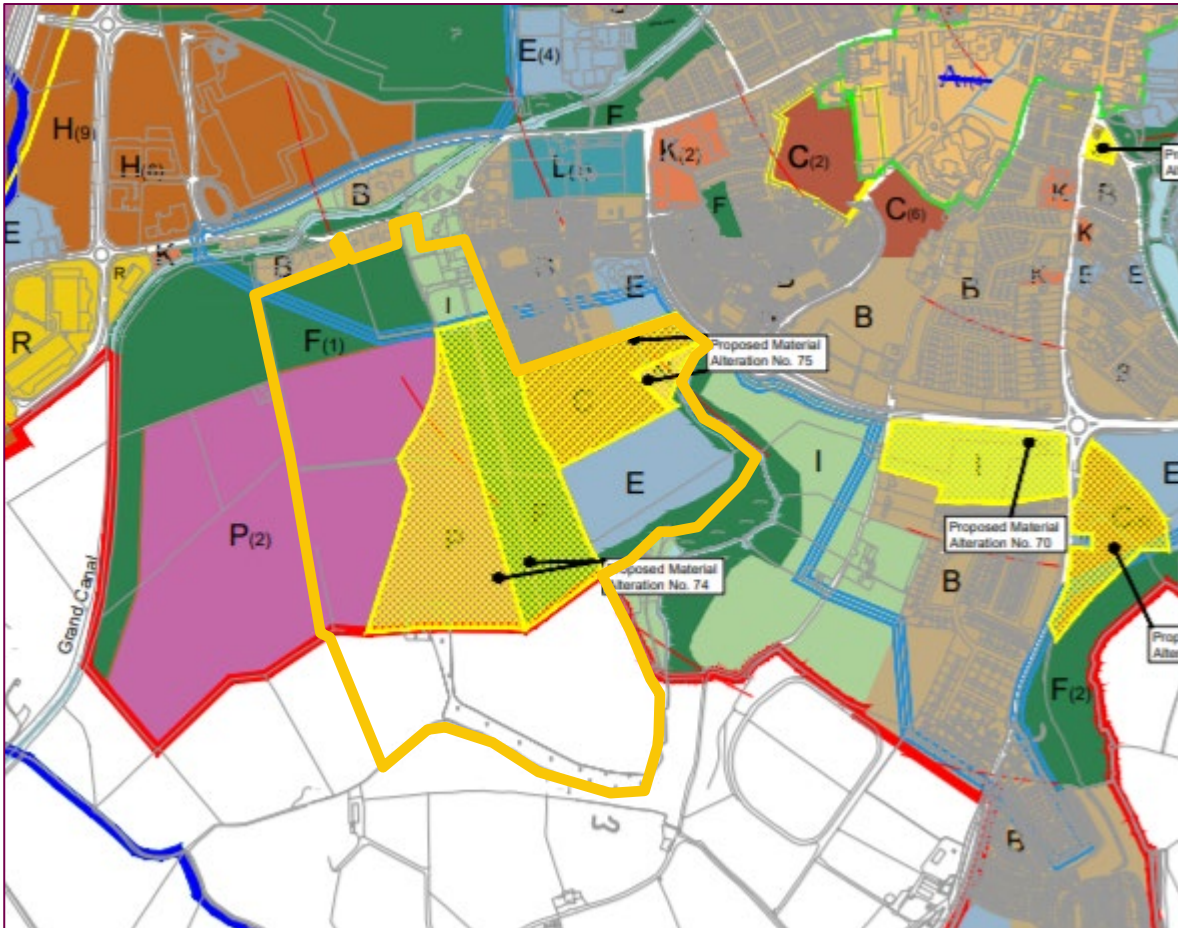 E(4)
H(9)
H(8)
F
K(2)
C(2)
C(6)
F
B
E
K
B
R
R
F(1)
I
E
B
B
K
K
K
B
E
E
B
Proposed Material
Alteration No. 75
I
I
E
E
P(2)
P
F
C
Proposed Material
Alteration No. 70
Proposed Material
Alteration No. 74
B
C
F(2)
Grand Canal
B